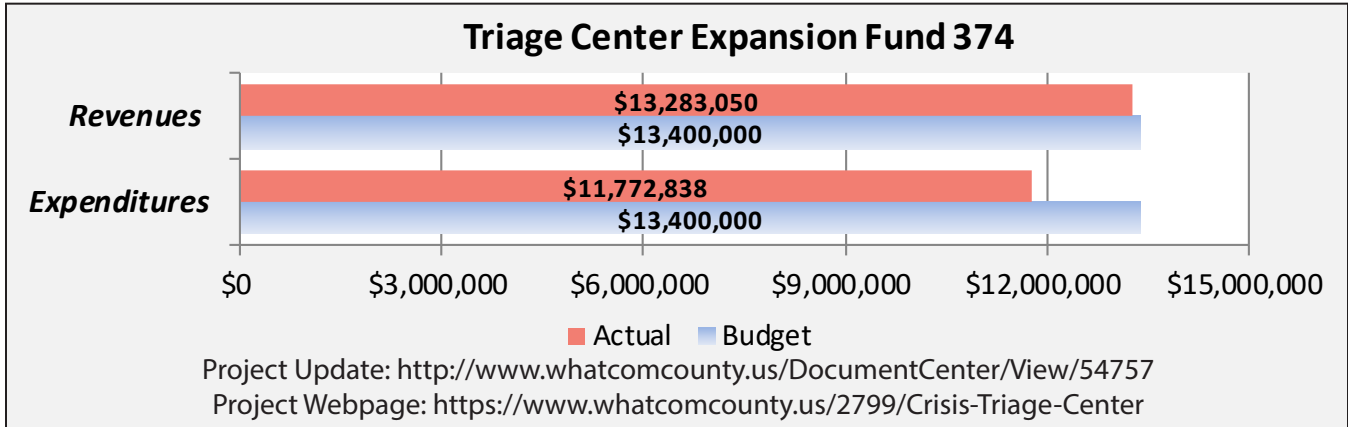 Triage Center Expansion Fund 374
Revenues
$13,283,050
$13,400,000
Expenditures
$11,772,838
$13,400,000
$0 $3,000,000 $6,000,000 $9,000,000 $12,000,000 $15,000,000
Actual Budget
Project Update: http://www.whatcomcounty.us/DocumentCenter/View/54757
Project Webpage: https://www.whatcomcounty.us/2799/Crisis-Triage-Center